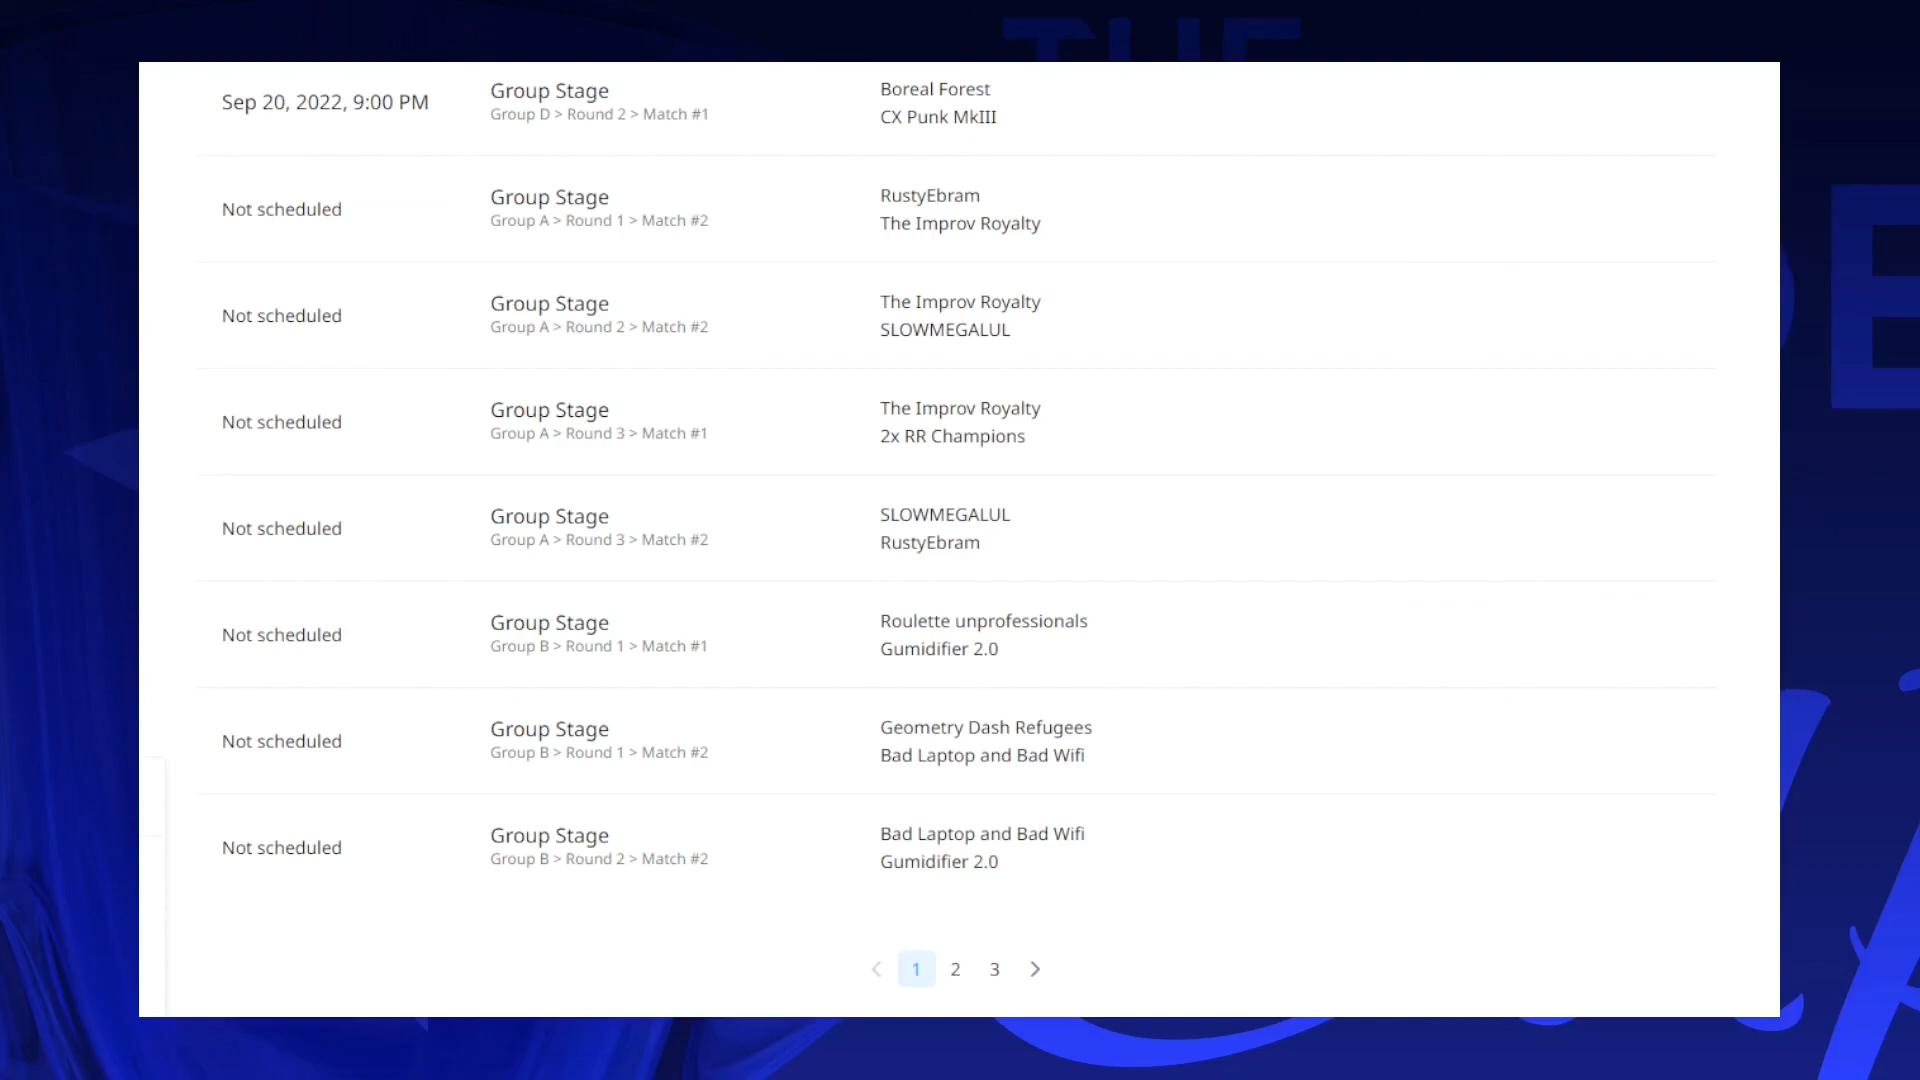 THE
Sep 20, 2022, 9:00 PM
Group Stage
Group D > Round 2 > Match #1
Boreal Forest
CX Punk MkIII
Not scheduled
Group Stage
Group A > Round 1 > Match #2
RustyEbram
The Improv Royalty
Not scheduled
Group Stage
Group A > Round 2 > Match #2
The Improv Royalty
SLOWMEGALUL
Not scheduled
Group Stage
Group A > Round 3 > Match #1
The Improv Royalty
2x RR Champions
Not scheduled
Group Stage
Group A > Round 3 > Match #2
SLOWMEGALUL
RustyEbram
Not scheduled
Group Stage
Group B > Round 1 > Match #1
Roulette unprofessionals
Gumidifier 2.0
Not scheduled
Group Stage
Group B > Round 1 > Match #2
Geometry Dash Refugees
Bad Laptop and Bad Wifi
Not scheduled
Group Stage
Group B > Round 2 > Match #2
Bad Laptop and Bad Wifi
Gumidifier 2.0
1 2 3